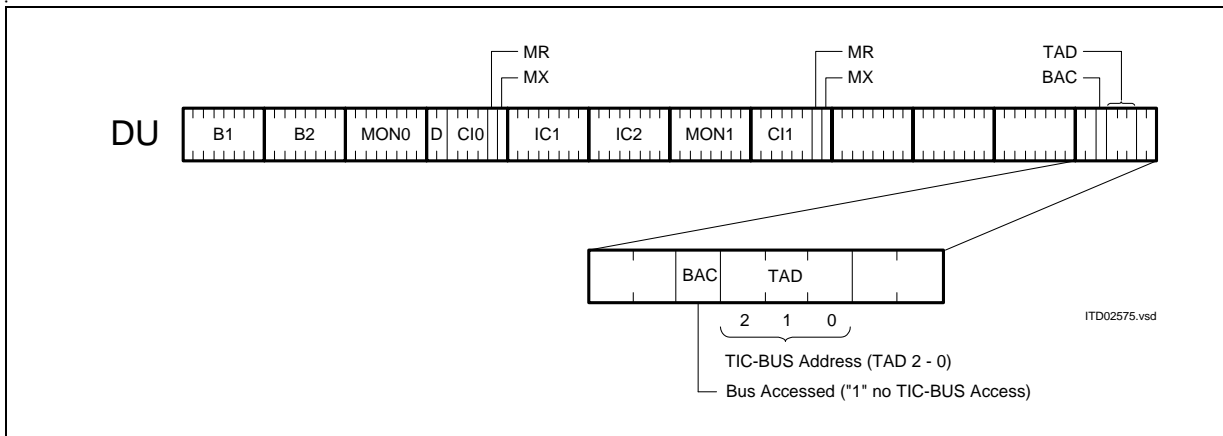 MR MR TAD
MX MX BAC
DU B1 B2 MON0 D CI0 IC1 IC2 MON1 CI1
BAC TAD
ITD02575.vsd
2 1 0
TIC-BUS Address (TAD 2 - 0)
Bus Accessed ("1" no TIC-BUS Access)